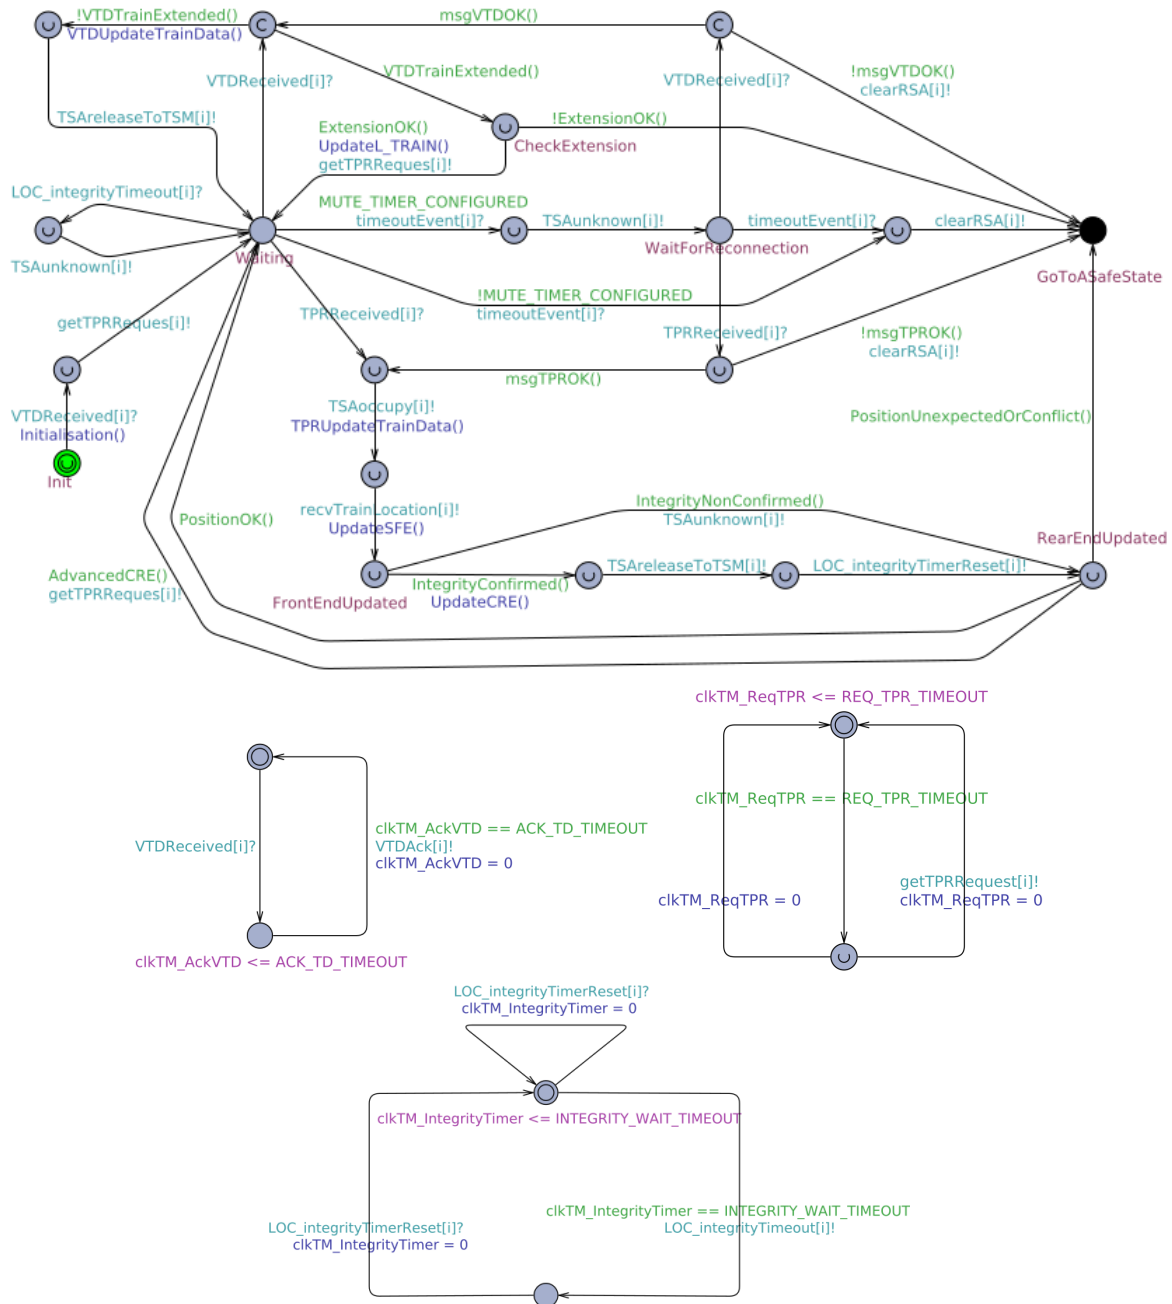 !VTDTrainExtended()
VTDUpdateTrainData()
msgVTDOK()
C
C
VTDReceived[i]?
VTDTrainExtended()
VTDReceived[i]?
!msgVTDOK()
clearRSA[i]!
TSAreleaseToTSM[i]!
ExtensionOK()
UpdateL_TRAIN()
getTPRReques[i]!
!ExtensionOK()
CheckExtension
LOC_integrityTimeout[i]?
TSAunknown[i]!
Waiting
MUTE_TIMER_CONFIGURED
timeoutEvent[i]?
TSAunknown[i]!
WaitForReconnection
timeoutEvent[i]?
clearRSA[i]!
GoToASafeState
!MUTE_TIMER_CONFIGURED
timeoutEvent[i]?
getTPRReques[i]!
TPRReceived[i]?
TPRReceived[i]?
!msgTPROK()
clearRSA[i]!
msgTPROK()
VTDReceived[i]?
Initialisation()
Init
TSAoccupy[i]!
TPRUpdateTrainData()
PositionUnexpectedOrConflict()
PositionOK()
recvTrainLocation[i]!
UpdateSFE()
IntegrityNonConfirmed()
TSAunknown[i]!
RearEndUpdated
AdvancedCRE()
getTPRReques[i]!
FrontEndUpdated
IntegrityConfirmed()
UpdateCRE()
TSAreleaseToTSM[i]!
LOC_integrityTimerReset[i]!
clkTM_ReqTPR <= REQ_TPR_TIMEOUT
clkTM_ReqTPR == REQ_TPR_TIMEOUT
VTDReceived[i]?
clkTM_AckVTD == ACK_TD_TIMEOUT
VTDAck[i]!
clkTM_AckVTD = 0
clkTM_ReqTPR = 0
getTPRRequest[i]!
clkTM_ReqTPR = 0
clkTM_AckVTD <= ACK_TD_TIMEOUT
LOC_integrityTimerReset[i]?
clkTM_IntegrityTimer = 0
clkTM_IntegrityTimer <= INTEGRITY_WAIT_TIMEOUT
clkTM_IntegrityTimer == INTEGRITY_WAIT_TIMEOUT
LOC_integrityTimeout[i]!
LOC_integrityTimerReset[i]?
clkTM_IntegrityTimer = 0